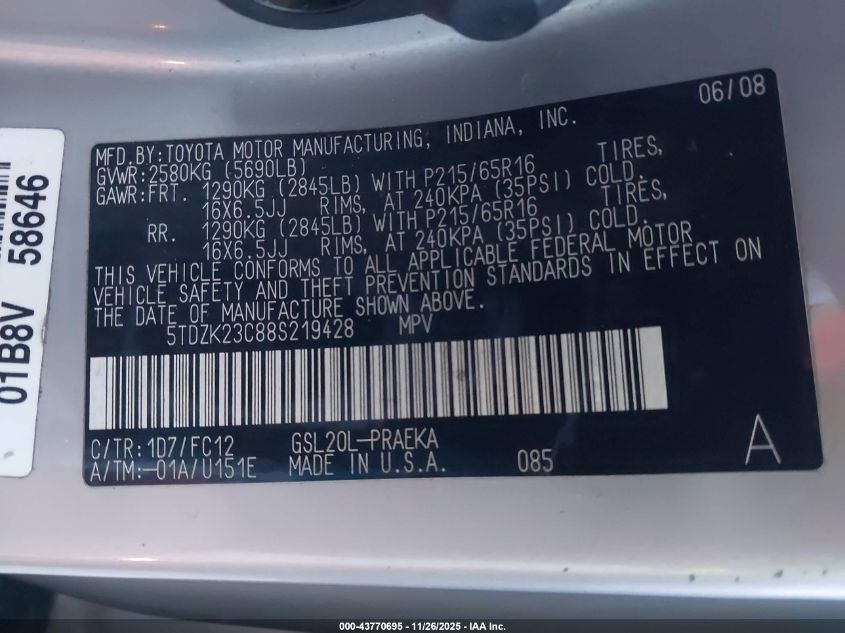 06/08
MFD.BY:TOYOTA MOTOR MANUFACTURING, INDIANA, INC.
GVWR:2580KG (5690LB)
GAWR:FRT. 1290KG (2845LB) WITH P215/65R16 TIRES,
16X6.5JJ RIMS, AT 240KPA (35PSI) COLD.
RR. 1290KG (2845LB) WITH P215/65R16 TIRES,
16X6.5JJ RIMS, AT 240KPA (35PSI) COLD.
THIS VEHICLE CONFORMS TO ALL APPLICABLE FEDERAL MOTOR
VEHICLE SAFETY AND THEFT PREVENTION STANDARDS IN EFFECT ON
THE DATE OF MANUFACTURE SHOWN ABOVE.
5TDZK23C88S219428 MPV
C/TR:1D7/FC12 GSL20L-PRAEKA
A/TM:-01A/U151E MADE IN U.S.A. 085 A
01B8V 58646
000-43770695 - 11/26/2025 - IAA Inc.